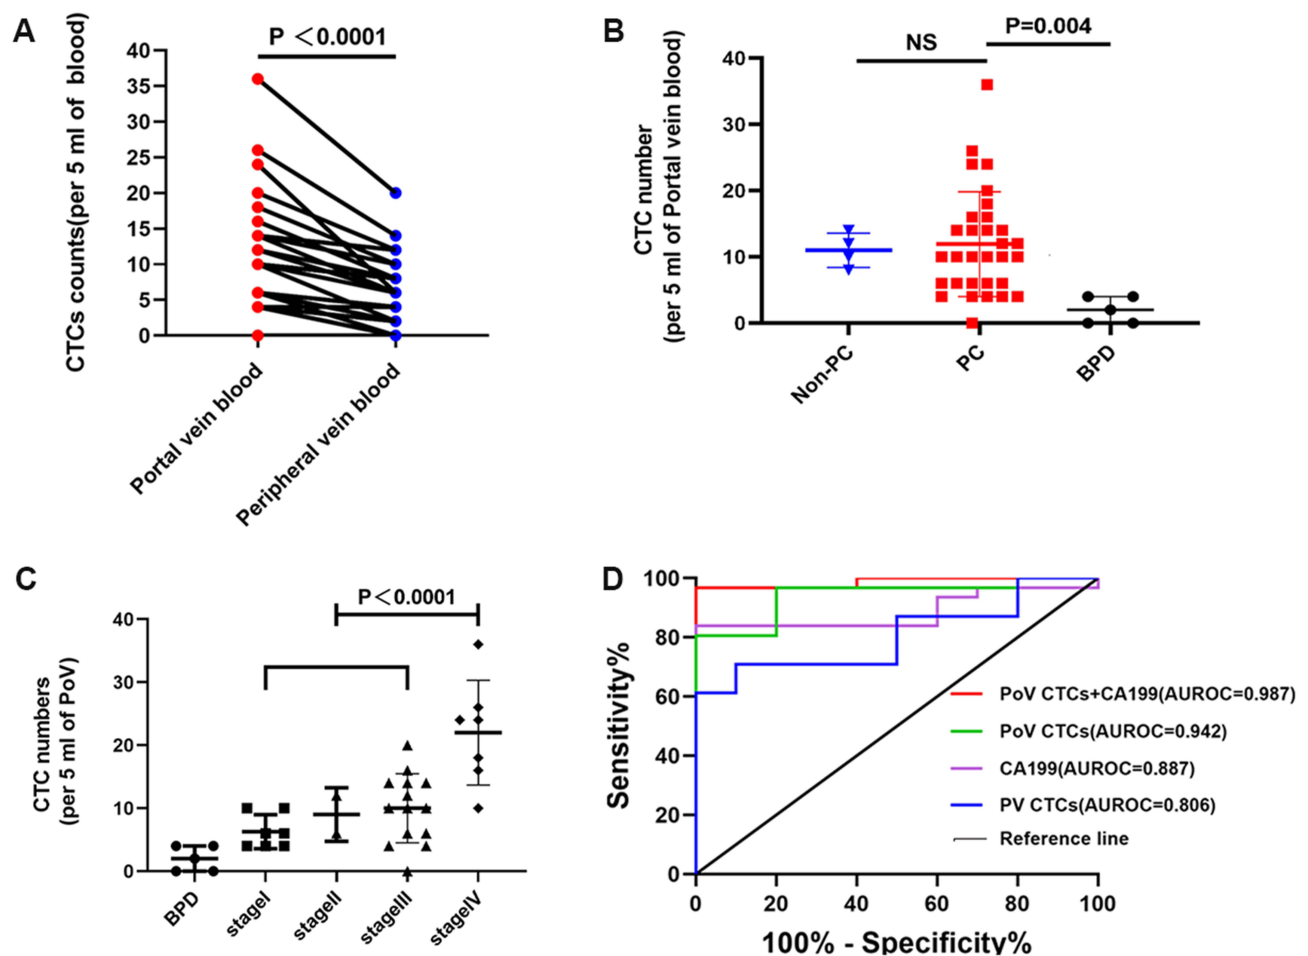 A
P <0.0001
CTCs counts(per 5 ml of blood)
40
35
30
25
20
15
10
5
0
Portal vein blood
Peripheral vein blood
B
NS
P=0.004
CTC number
(per 5 ml of Portal vein blood)
40
30
20
10
0
Non-PC
PC
BPD
C
P<0.0001
CTC numbers
(per 5 ml of PoV)
40
30
20
10
0
BPD
stageI
stageII
stageIII
stageIV
D
Sensitivity%
100
80
60
40
20
0
PoV CTCs+CA199(AUROC=0.987)
PoV CTCs(AUROC=0.942)
CA199(AUROC=0.887)
PV CTCs(AUROC=0.806)
Reference line
0 20 40 60 80 100
100% - Specificity%